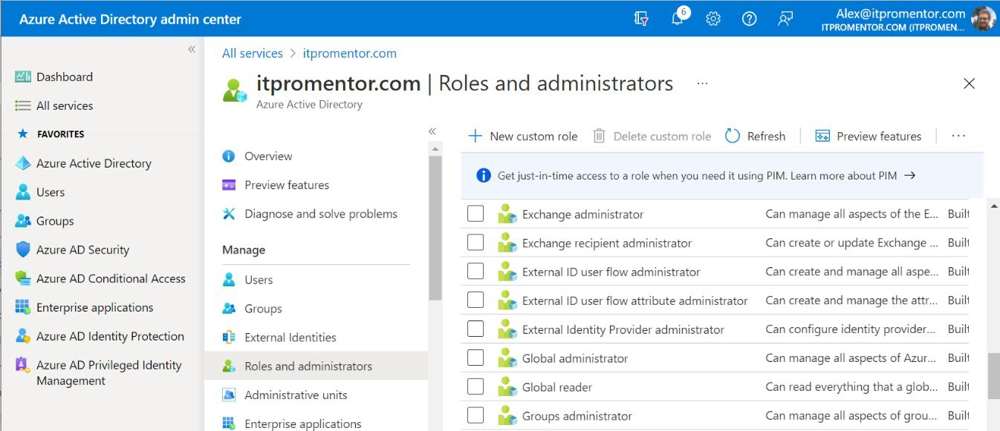 Azure Active Directory admin center
6
Alex@itpromentor.com
ITPROMENTOR.COM (ITPROMEN...
Dashboard
All services
FAVORITES
Azure Active Directory
Users
Groups
Azure AD Security
Azure AD Conditional Access
Enterprise applications
Azure AD Identity Protection
Azure AD Privileged Identity
Management
All services > itpromentor.com
itpromentor.com | Roles and administrators ...
Azure Active Directory
Overview
Preview features
Diagnose and solve problems
Manage
Users
Groups
External Identities
Roles and administrators
Administrative units
Enterprise applications
New custom role Delete custom role Refresh Preview features ...
Get just-in-time access to a role when you need it using PIM. Learn more about PIM →
Exchange administrator Can manage all aspects of the E... Built
Exchange recipient administrator Can create or update Exchange ... Built
External ID user flow administrator Can create and manage all aspe... Built
External ID user flow attribute administrator Can create and manage the attr... Built
External Identity Provider administrator Can configure identity provider... Built
Global administrator Can manage all aspects of Azur... Built
Global reader Can read everything that a glob... Built
Groups administrator Can manage all aspects of grou... Built